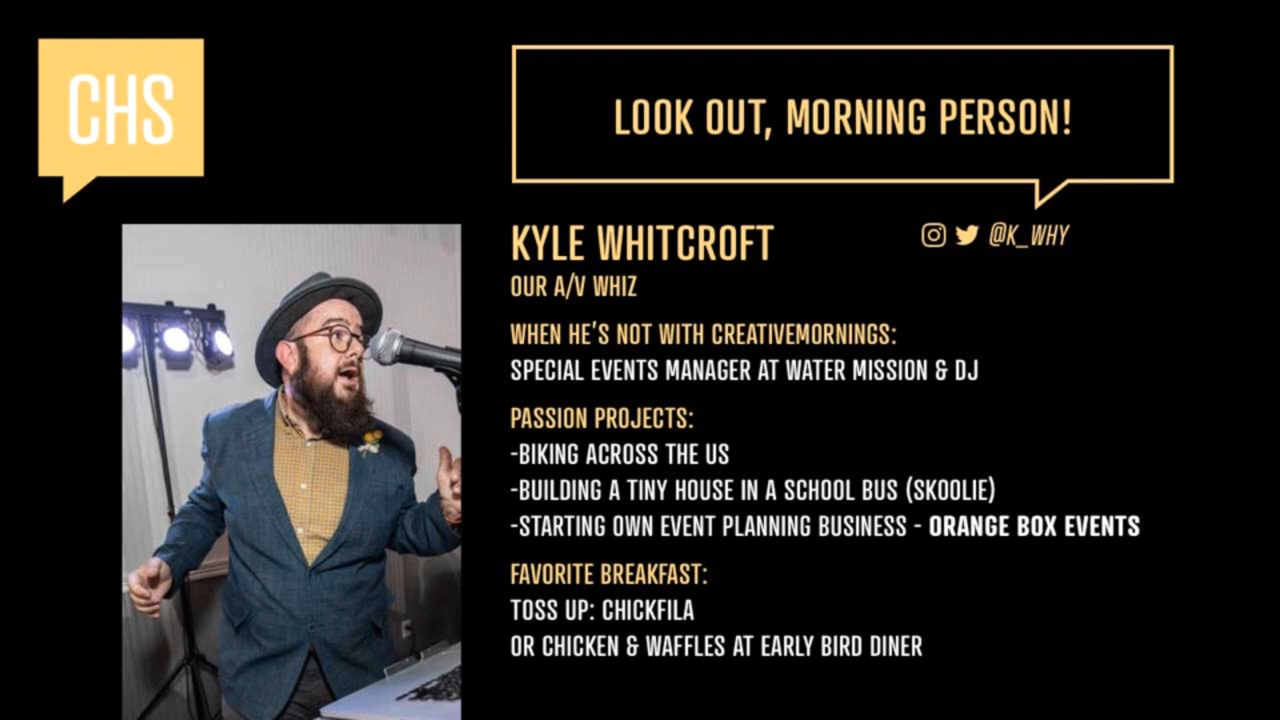 CHS
LOOK OUT, MORNING PERSON!
KYLE WHITCROFT
@K_WHY
OUR A/V WHIZ
WHEN HE'S NOT WITH CREATIVEMORNINGS:
SPECIAL EVENTS MANAGER AT WATER MISSION & DJ
PASSION PROJECTS:
-BIKING ACROSS THE US
-BUILDING A TINY HOUSE IN A SCHOOL BUS (SKOOLIE)
-STARTING OWN EVENT PLANNING BUSINESS - ORANGE BOX EVENTS
FAVORITE BREAKFAST:
TOSS UP: CHICKFILA
OR CHICKEN & WAFFLES AT EARLY BIRD DINER